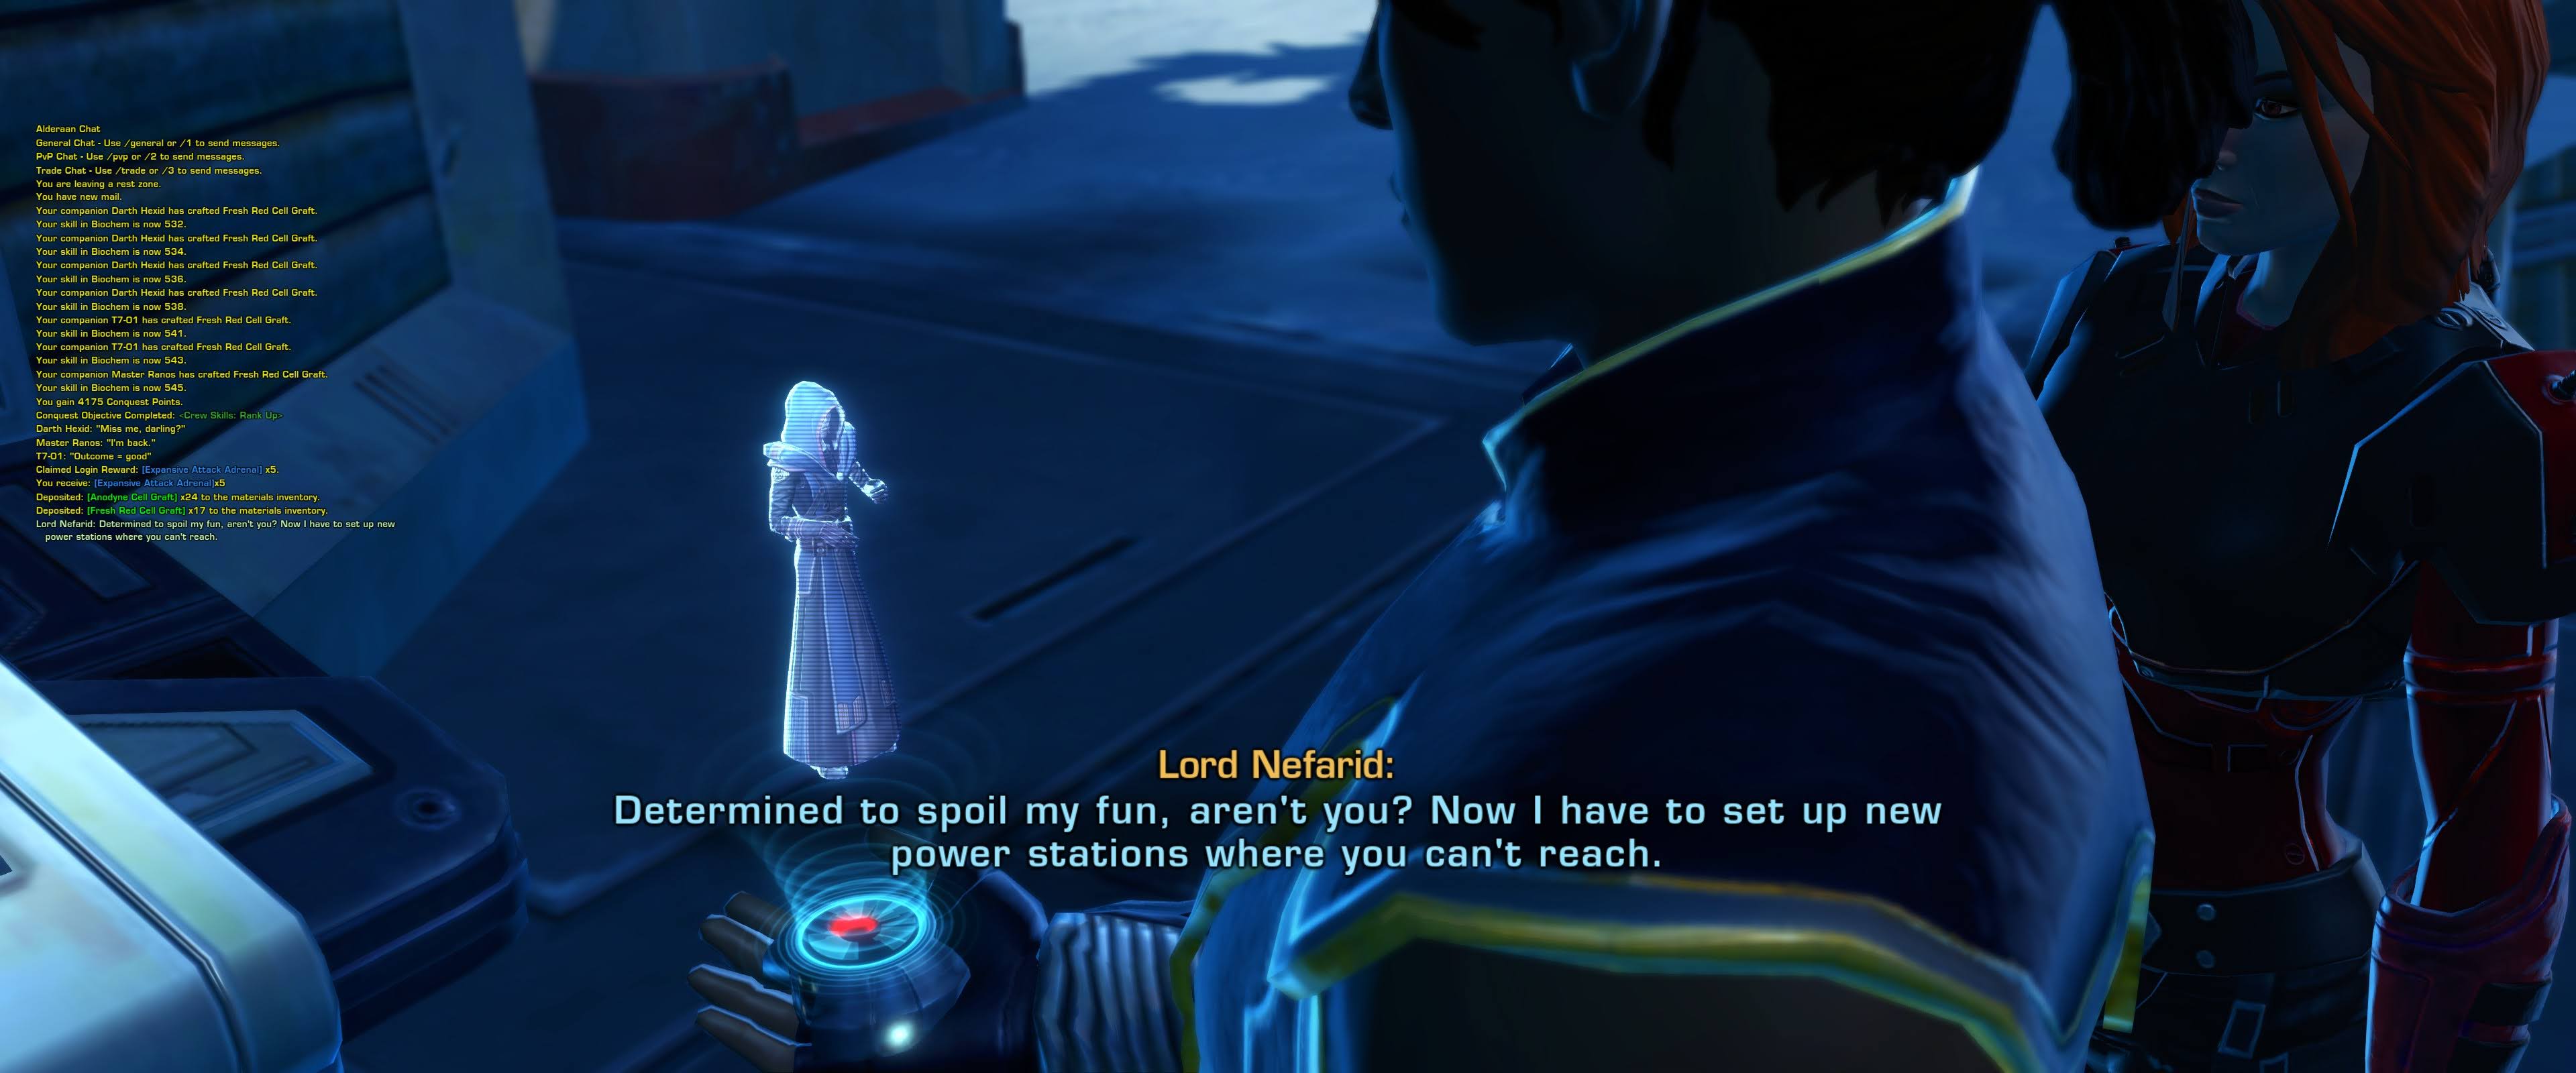 Alderaan Chat
General Chat - Use /general or /1 to send messages.
PvP Chat - Use /pvp or /2 to send messages.
Trade Chat - Use /trade or /3 to send messages.
You are leaving a rest zone.
You have new mail.
Your companion Darth Hexid has crafted Fresh Red Cell Graft.
Your skill in Biochem is now 532.
Your companion Darth Hexid has crafted Fresh Red Cell Graft.
Your skill in Biochem is now 534.
Your companion Darth Hexid has crafted Fresh Red Cell Graft.
Your skill in Biochem is now 536.
Your companion Darth Hexid has crafted Fresh Red Cell Graft.
Your skill in Biochem is now 538.
Your companion T7-O1 has crafted Fresh Red Cell Graft.
Your skill in Biochem is now 541.
Your companion T7-O1 has crafted Fresh Red Cell Graft.
Your skill in Biochem is now 543.
Your companion Master Ranos has crafted Fresh Red Cell Graft.
Your skill in Biochem is now 545.
You gain 4175 Conquest Points.
Conquest Objective Completed: <Crew Skills: Rank Up>
Darth Hexid: "Miss me, darling?"
Master Ranos: "I'm back."
T7-O1: "Outcome = good"
Claimed Login Reward: [Expansive Attack Adrenal] x5.
You receive: [Expansive Attack Adrenal]x5
Deposited: [Anodyne Cell Graft] x24 to the materials inventory.
Deposited: [Fresh Red Cell Graft] x17 to the materials inventory.
Lord Nefarid: Determined to spoil my fun, aren't you? Now I have to set up new
power stations where you can't reach.
Lord Nefarid:
Determined to spoil my fun, aren't you? Now I have to set up new
power stations where you can't reach.